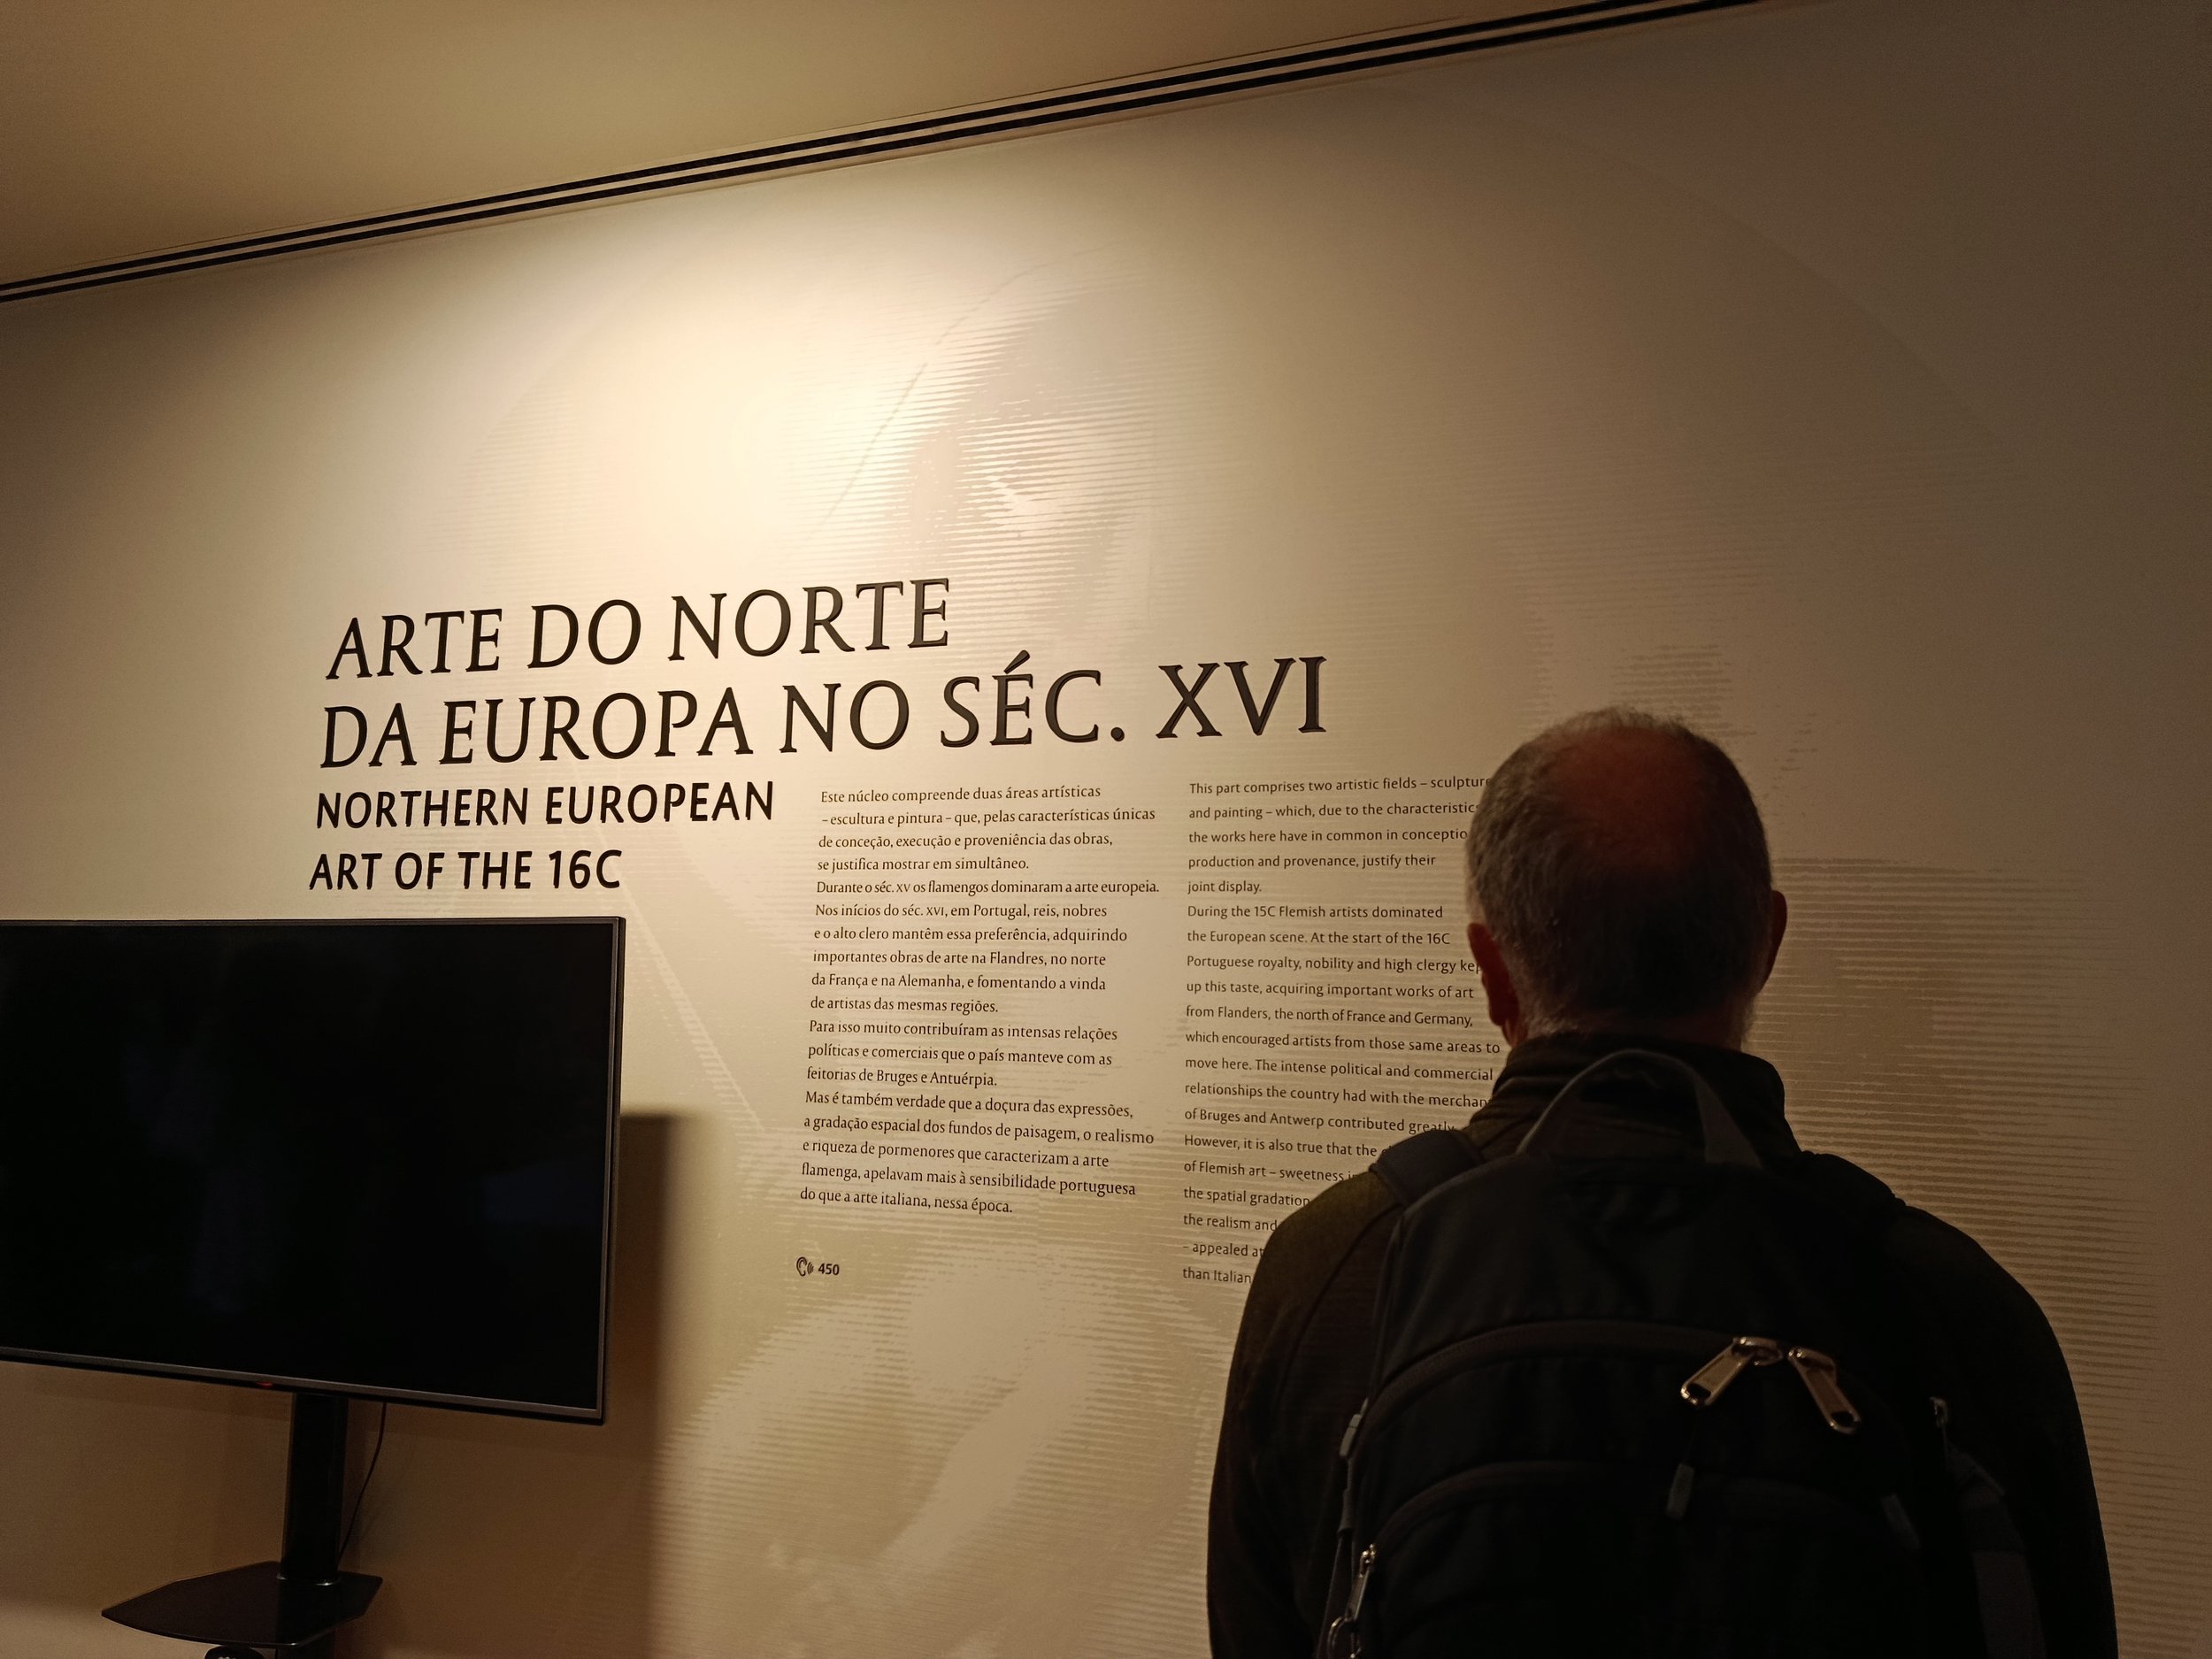 ARTE DO NORTE
DA EUROPA NO SÉC. XVI
NORTHERN EUROPEAN
ART OF THE 16C
Este núcleo compreende duas áreas artísticas
– escultura e pintura – que, pelas características únicas
de conceção, execução e proveniência das obras,
se justifica mostrar em simultâneo.
Durante o séc. XV os flamengos dominaram a arte europeia.
Nos inícios do séc. XVI, em Portugal, reis, nobres
e o alto clero mantêm essa preferência, adquirindo
importantes obras de arte na Flandres, no norte
da França e na Alemanha, e fomentando a vinda
de artistas das mesmas regiões.
Para isso muito contribuíram as intensas relações
políticas e comerciais que o país manteve com as
feitorias de Bruges e Antuérpia.
Mas é também verdade que a doçura das expressões,
a gradação espacial dos fundos de paisagem, o realismo
e riqueza de pormenores que caracterizam a arte
flamenga, apelavam mais à sensibilidade portuguesa
do que a arte italiana, nessa época.
450
This part comprises two artistic fields – sculpture
and painting – which, due to the characteristics
the works here have in common in
production and provenance, justify their
joint display.
During the 15C Flemish artists dominated
the European scene. At the start of the 16C
Portuguese royalty, nobility and high clergy
up this taste, acquiring important works of art
from Flanders, the north of France and Germany,
which encouraged artists from those same areas to
move here. The intense political and commercial
relationships the country had with the
of Bruges and Antwerp contributed greatly
However, it is also true that the
of Flemish art – sweetness
the spatial gradation
the realism and
– appealed
than Italian